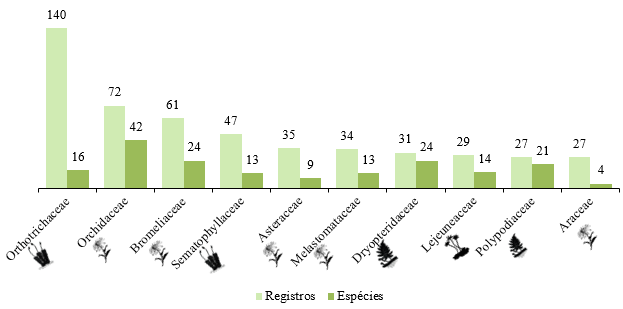 140
16
72
42
61
24
47
13
35
9
34
13
31
24
29
14
27
21
27
4
Orthotrichaceae
Orchidaceae
Bromeliaceae
Sematophyllaceae
Asteraceae
Melastomataceae
Dryopteridaceae
Lejeuneaceae
Polypodiaceae
Araceae
Registros
Espécies